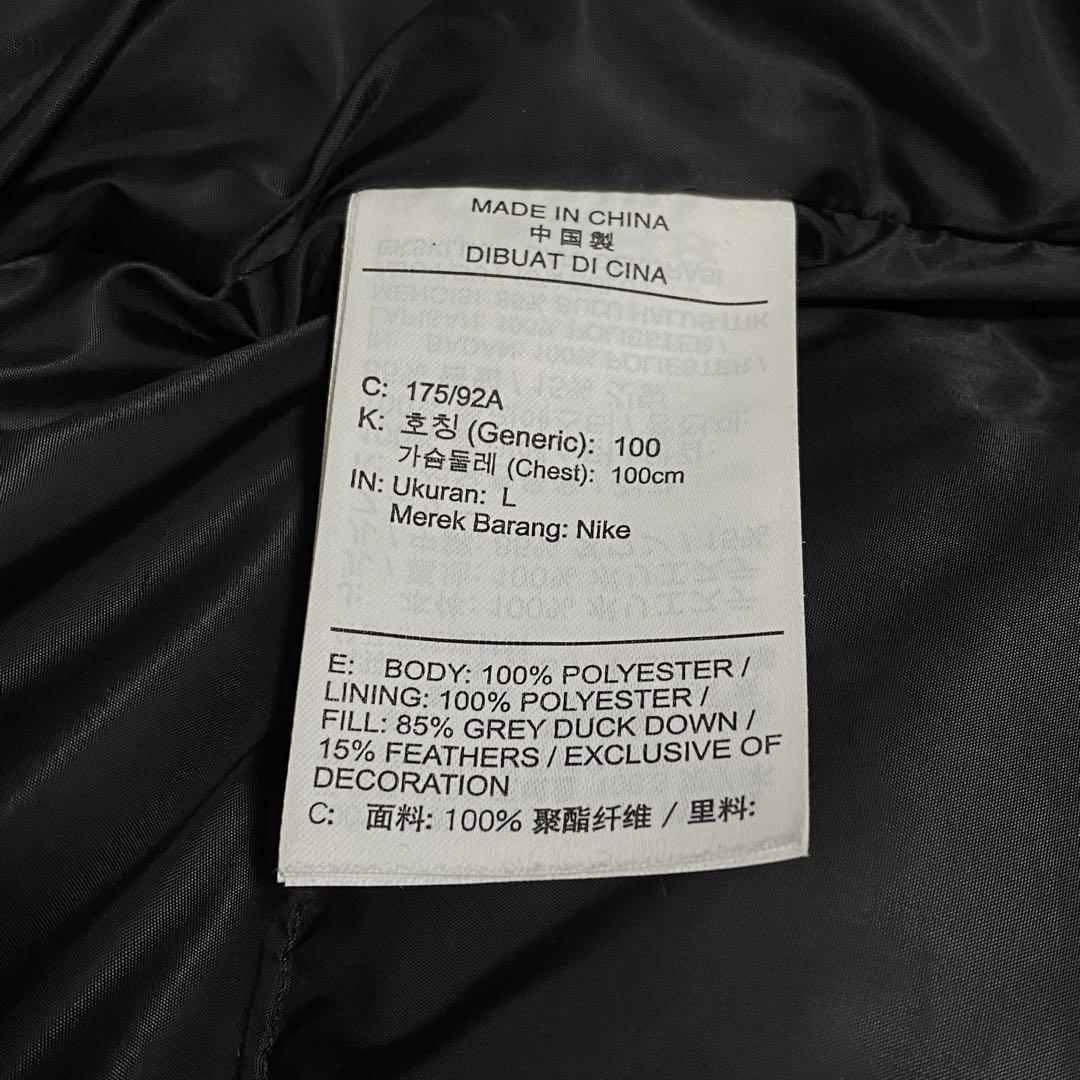 MADE IN CHINA
中国製
DIBUAT DI CINA
C: 175/92A
K: 호칭 (Generic): 100
가슴둘레 (Chest): 100cm
IN: Ukuran: L
Merek Barang: Nike
E: BODY: 100% POLYESTER /
LINING: 100% POLYESTER /
FILL: 85% GREY DUCK DOWN /
15% FEATHERS / EXCLUSIVE OF
DECORATION
C: 面料: 100% 聚酯纤维 / 里料: